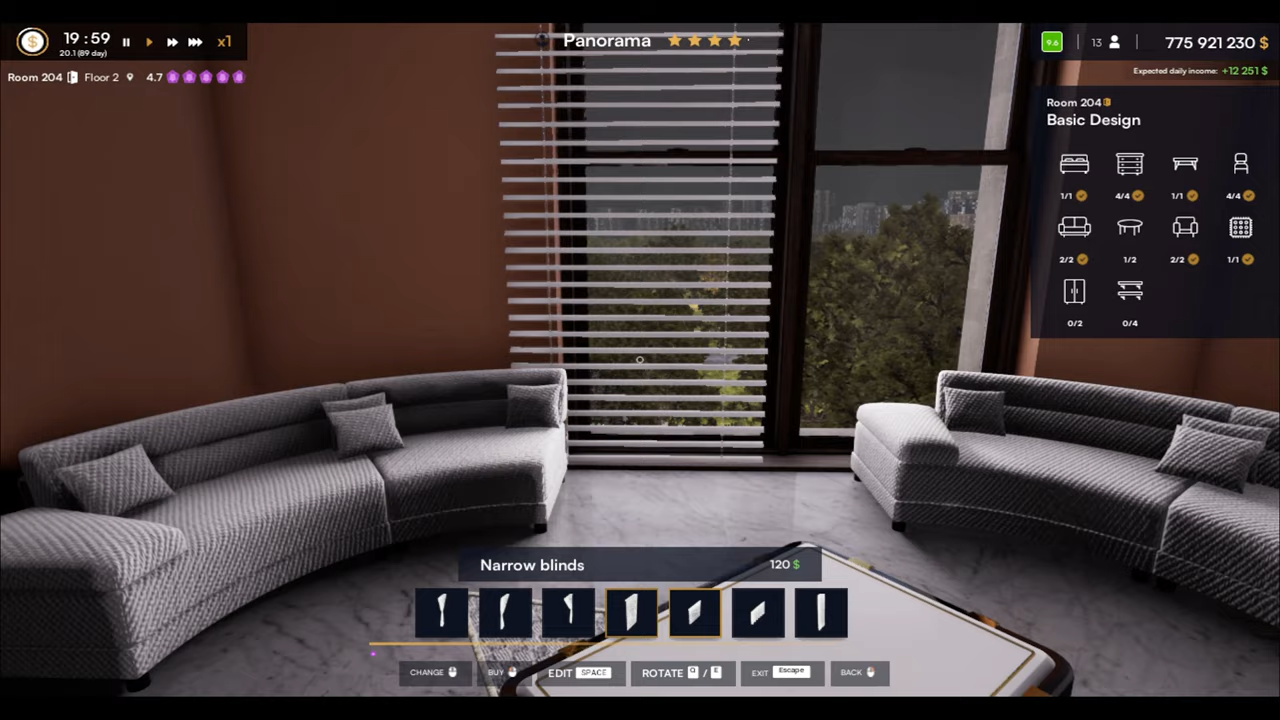 19 : 59
x1
20.1 (89 day)
Panorama
9.6
13
775 921 230 $
Expected daily income: +12 251 $
Room 204 Floor 2 4.7
Room 204
Basic Design
1/1 4/4 1/1 4/4
2/2 1/2 2/2 1/1
0/2 0/4
Narrow blinds 120 $
CHANGE BUY EDIT SPACE ROTATE Q / E EXIT Escape BACK